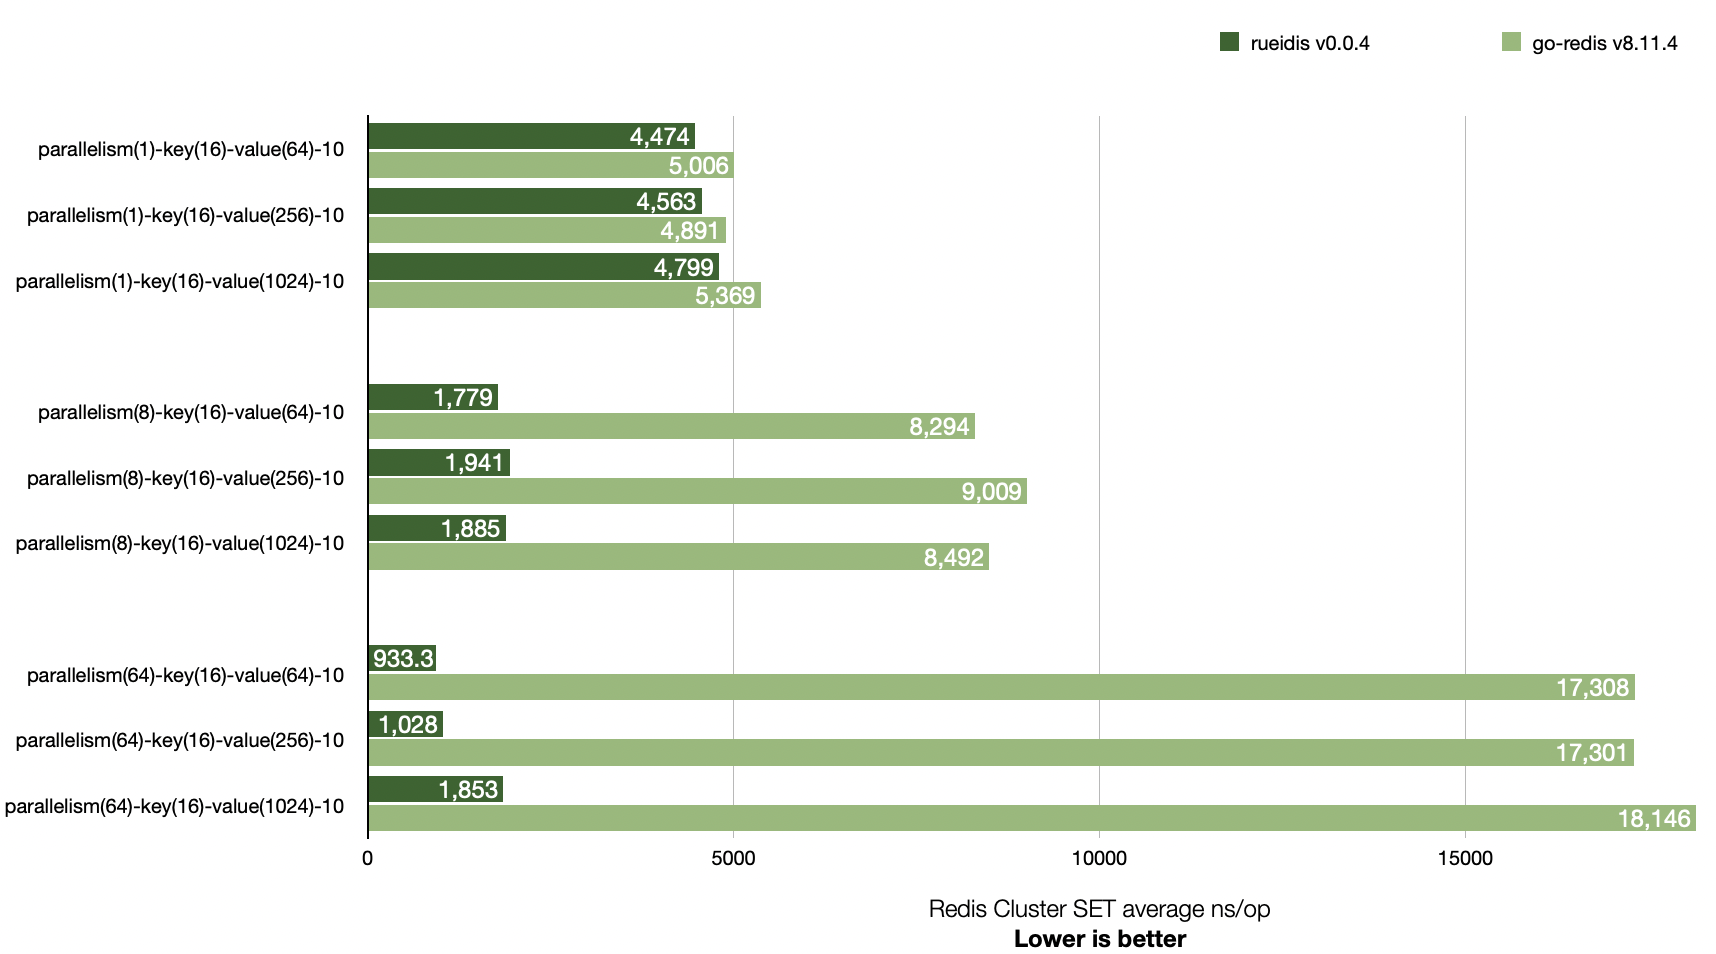 rueidis v0.0.4
go-redis v8.11.4
parallelism(1)-key(16)-value(64)-10
4,474
5,006
parallelism(1)-key(16)-value(256)-10
4,563
4,891
parallelism(1)-key(16)-value(1024)-10
4,799
5,369
parallelism(8)-key(16)-value(64)-10
1,779
8,294
parallelism(8)-key(16)-value(256)-10
1,941
9,009
parallelism(8)-key(16)-value(1024)-10
1,885
8,492
parallelism(64)-key(16)-value(64)-10
933.3
17,308
parallelism(64)-key(16)-value(256)-10
1,028
17,301
parallelism(64)-key(16)-value(1024)-10
1,853
18,146
0
5000
10000
15000
Redis Cluster SET average ns/op
Lower is better